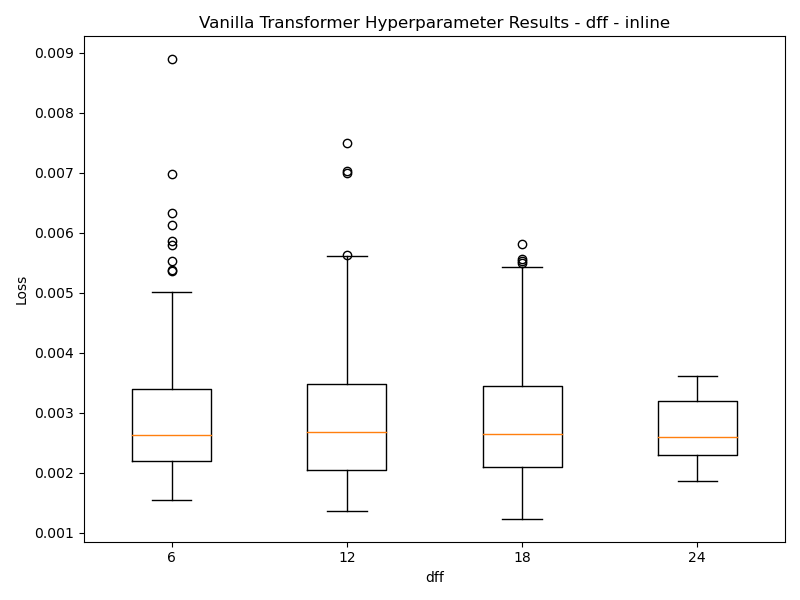 Vanilla Transformer Hyperparameter Results - dff - inline
0.009
0.008
0.007
0.006
0.005
0.004
0.003
0.002
0.001
Loss
6 12 18 24
dff